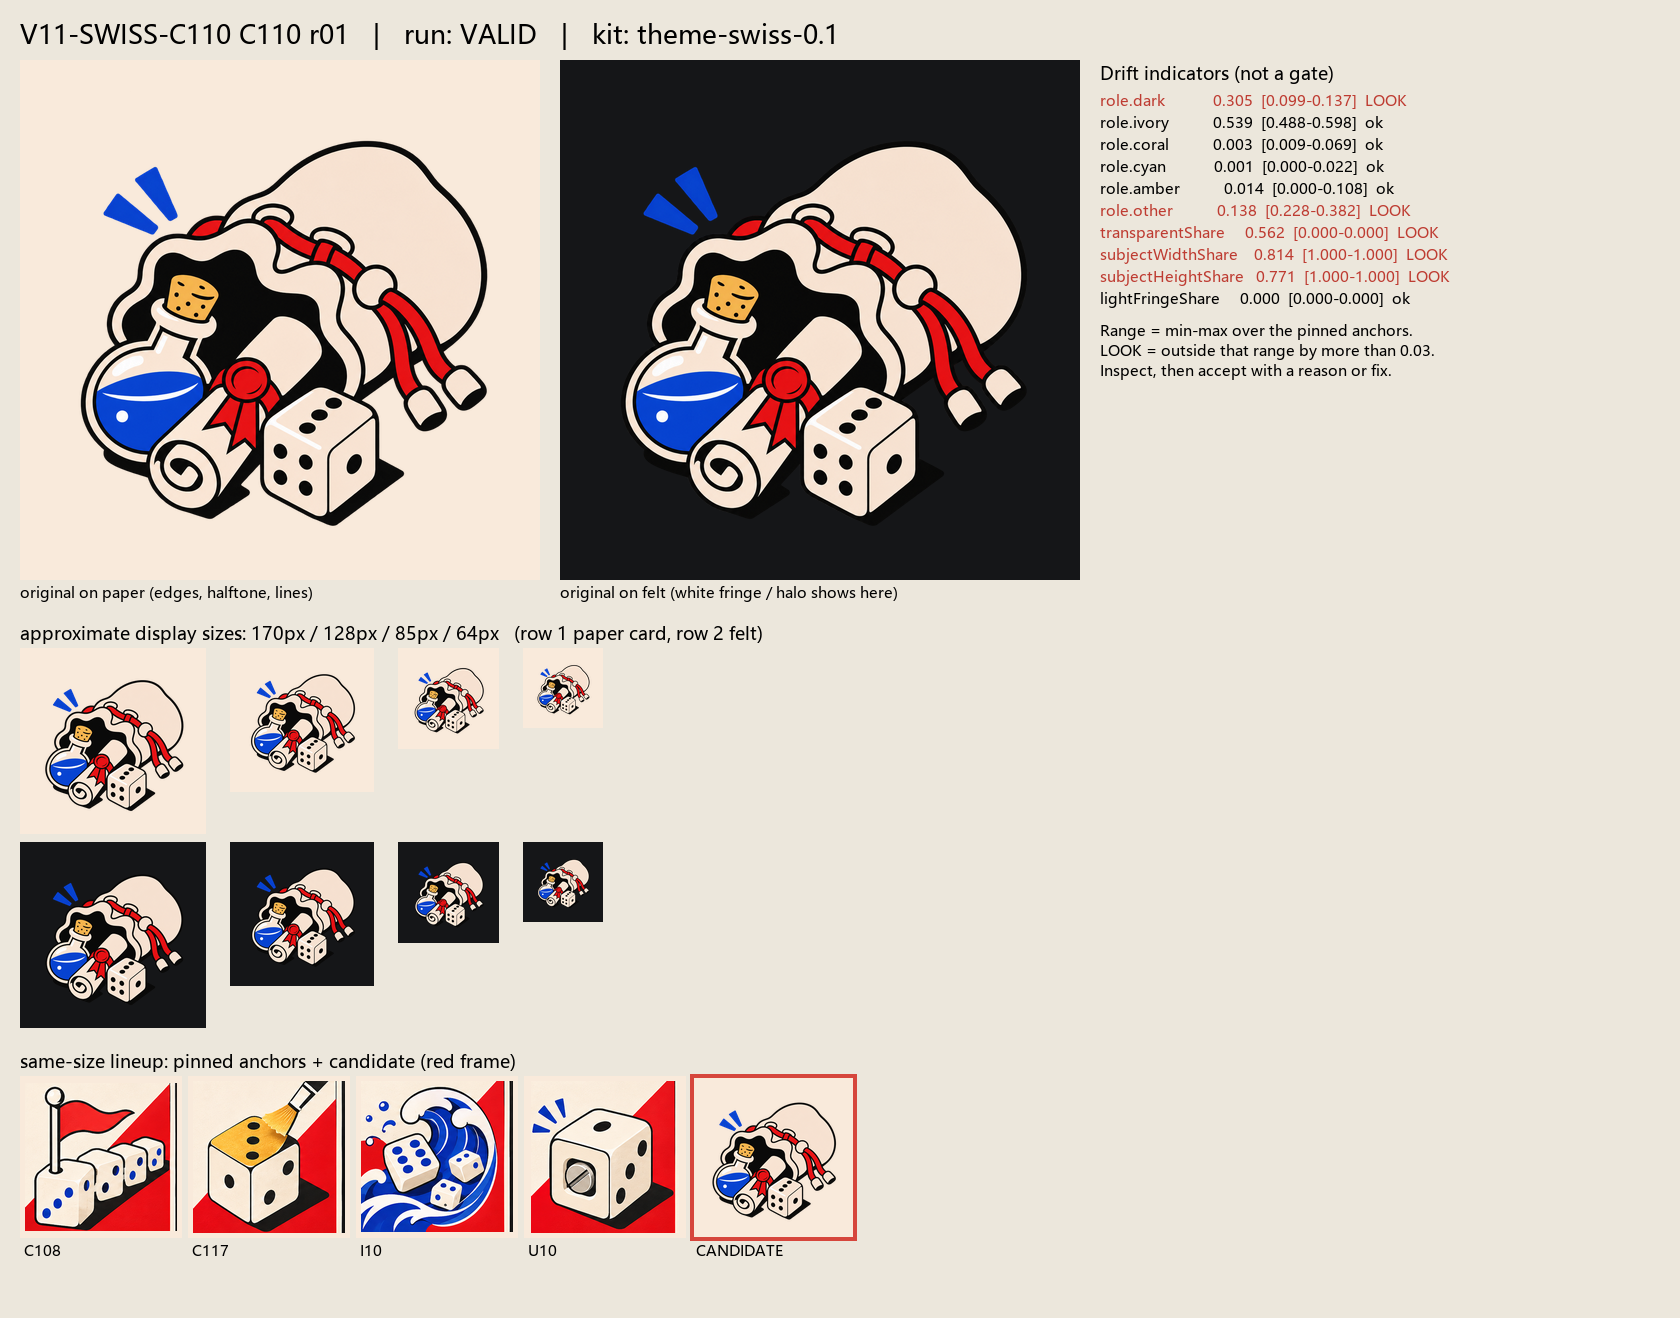 V11-SWISS-C110 C110 r01 | run: VALID | kit: theme-swiss-0.1
Drift indicators (not a gate)
role.dark 0.305 [0.099-0.137] LOOK
role.ivory 0.539 [0.488-0.598] ok
role.coral 0.003 [0.009-0.069] ok
role.cyan 0.001 [0.000-0.022] ok
role.amber 0.014 [0.000-0.108] ok
role.other 0.138 [0.228-0.382] LOOK
transparentShare 0.562 [0.000-0.000] LOOK
subjectWidthShare 0.814 [1.000-1.000] LOOK
subjectHeightShare 0.771 [1.000-1.000] LOOK
lightFringeShare 0.000 [0.000-0.000] ok
Range = min-max over the pinned anchors.
LOOK = outside that range by more than 0.03.
Inspect, then accept with a reason or fix.
original on paper (edges, halftone, lines)
original on felt (white fringe / halo shows here)
approximate display sizes: 170px / 128px / 85px / 64px (row 1 paper card, row 2 felt)
same-size lineup: pinned anchors + candidate (red frame)
C108
C117
I10
U10
CANDIDATE